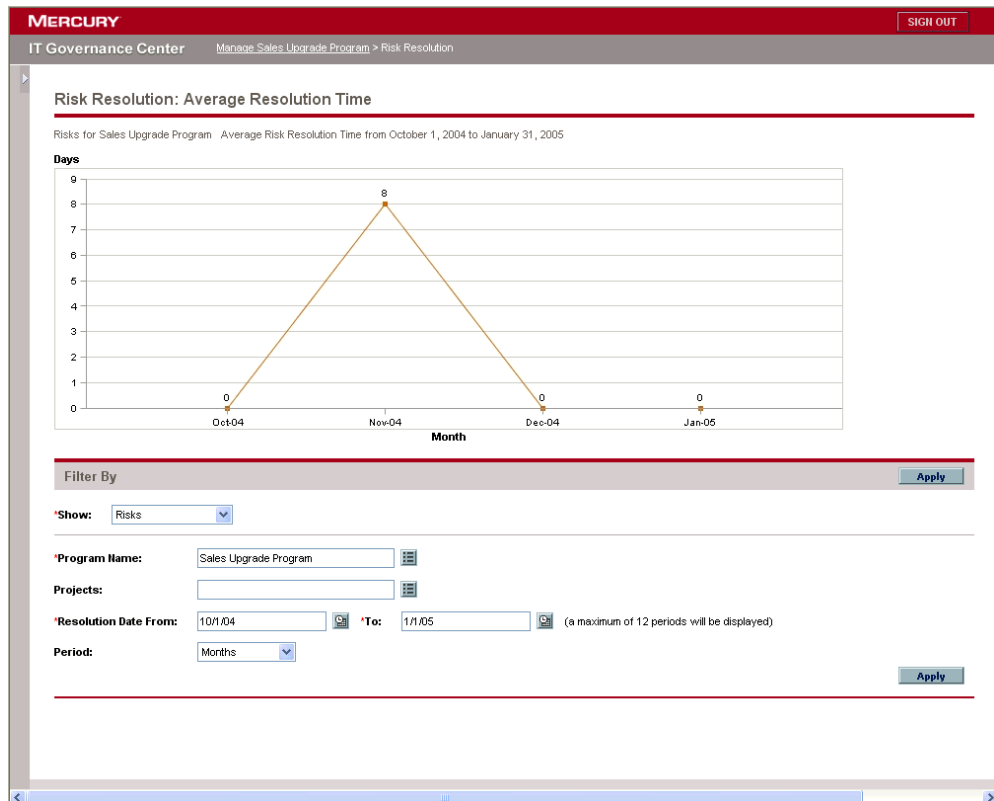 MERCURY
SIGN OUT
IT Governance Center
Manage Sales Upgrade Program > Risk Resolution
Risk Resolution: Average Resolution Time
Risks for Sales Upgrade Program Average Risk Resolution Time from October 1, 2004 to January 31, 2005
Days
9
8
7
6
5
4
3
2
1
0
0
8
0
0
Oct-04
Nov-04
Dec-04
Jan-05
Month
Filter By
Apply
*Show:
Risks
*Program Name:
Sales Upgrade Program
Projects:
*Resolution Date From:
10/1/04
*To:
1/1/05
(a maximum of 12 periods will be displayed)
Period:
Months
Apply